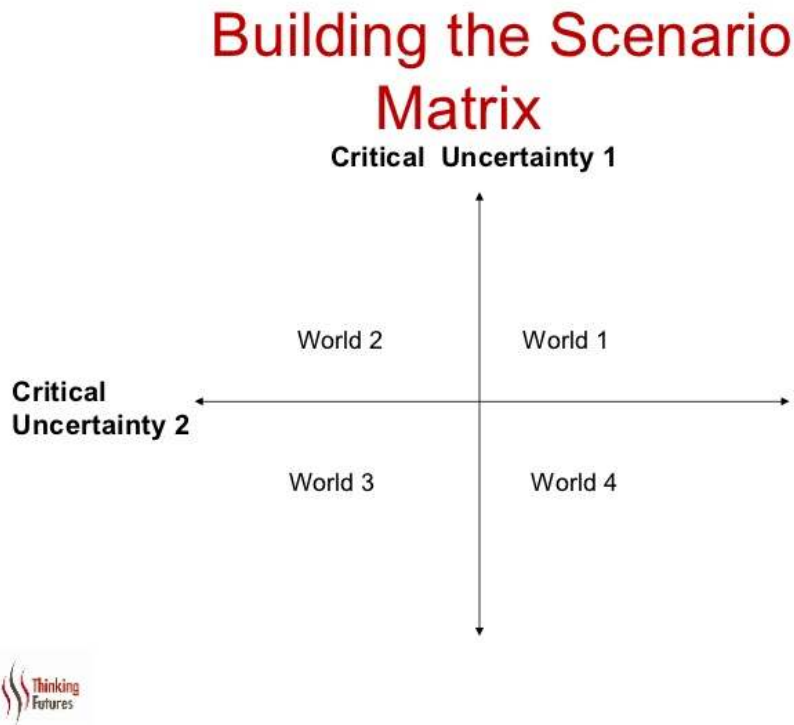 Building the Scenario
Matrix
Critical Uncertainty 1
World 2
World 1
Critical
Uncertainty 2
World 3
World 4
Thinking
Futures